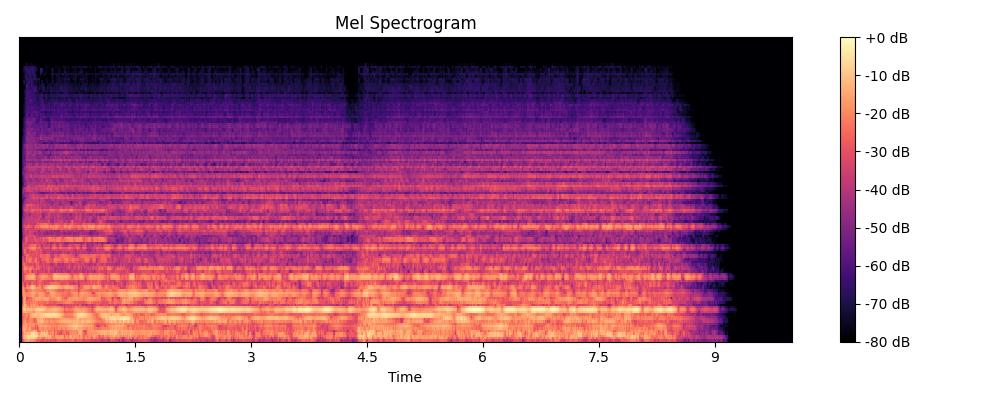 Mel Spectrogram
+0 dB
-10 dB
-20 dB
-30 dB
-40 dB
-50 dB
-60 dB
-70 dB
-80 dB
0 1.5 3 4.5 6 7.5 9
Time